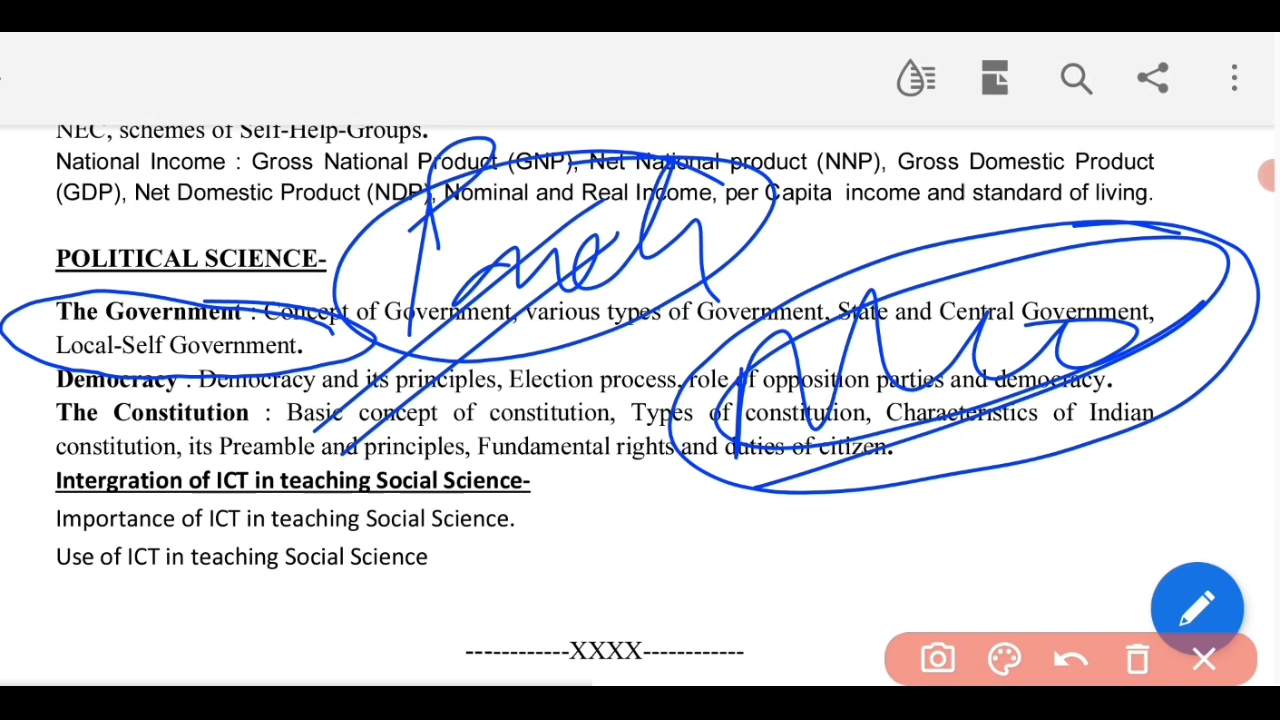 NEC, schemes of Self-Help-Groups.
National Income : Gross National Product (GNP), Net National product (NNP), Gross Domestic Product
(GDP), Net Domestic Product (NDP), Nominal and Real Income, per Capita income and standard of living.
POLITICAL SCIENCE-
The Government : Concept of Government, various types of Government, State and Central Government,
Local-Self Government.
Democracy : Democracy and its principles, Election process, role of opposition parties and democracy.
The Constitution : Basic concept of constitution, Types of constitution, Characteristics of Indian
constitution, its Preamble and principles, Fundamental rights and duties of citizen.
Intergration of ICT in teaching Social Science-
Importance of ICT in teaching Social Science.
Use of ICT in teaching Social Science
------------XXXX------------